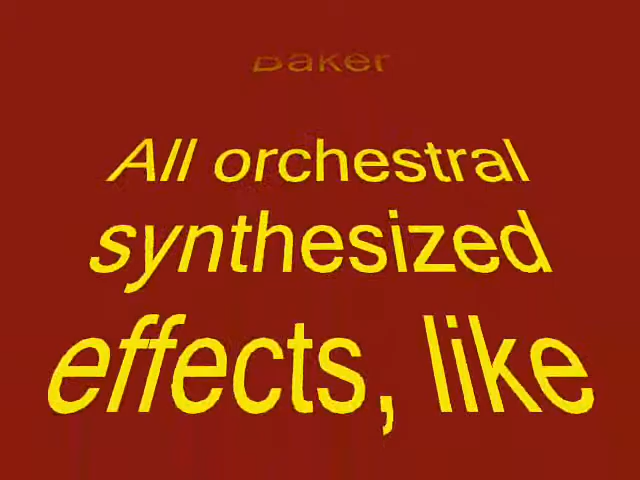 Baker
All orchestral
synthesized
effects, like